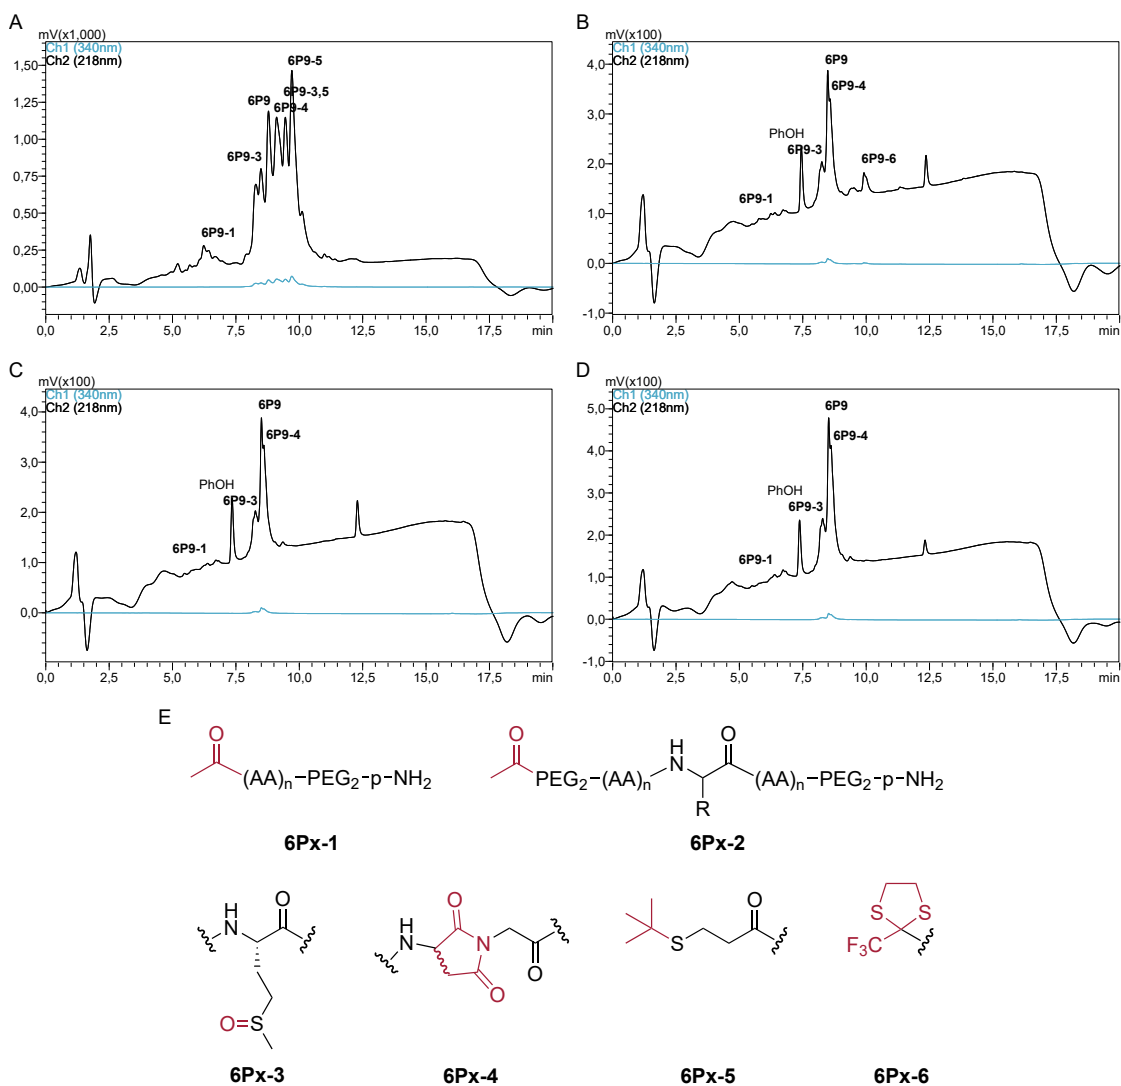 A
mV(x1,000)
Ch1 (340nm)
Ch2 (218nm)
1,50
1,25
1,00
0,75
0,50
0,25
0,00
6P9-5
6P9-3,5
6P9
6P9-4
6P9-3
6P9-1
0,0 2,5 5,0 7,5 10,0 12,5 15,0 17,5 min
B
mV(x100)
Ch1 (340nm)
Ch2 (218nm)
4,0
3,0
2,0
1,0
0,0
-1,0
6P9
6P9-4
PhOH
6P9-3
6P9-6
6P9-1
0,0 2,5 5,0 7,5 10,0 12,5 15,0 17,5 min
C
mV(x100)
Ch1 (340nm)
Ch2 (218nm)
4,0
3,0
2,0
1,0
0,0
6P9
6P9-4
PhOH
6P9-3
6P9-1
0,0 2,5 5,0 7,5 10,0 12,5 15,0 17,5 min
D
mV(x100)
Ch1 (340nm)
Ch2 (218nm)
5,0
4,0
3,0
2,0
1,0
0,0
-1,0
6P9
6P9-4
PhOH
6P9-3
6P9-1
0,0 2,5 5,0 7,5 10,0 12,5 15,0 17,5 min
E
O
(AA)n–PEG2–p–NH2
6Px-1
O H O
PEG2–(AA)n N (AA)n–PEG2–p–NH2
R
6Px-2
H O
N
O=S
6Px-3
O
H N
N O
O
6Px-4
O
S
6Px-5
S S
F3C
6Px-6